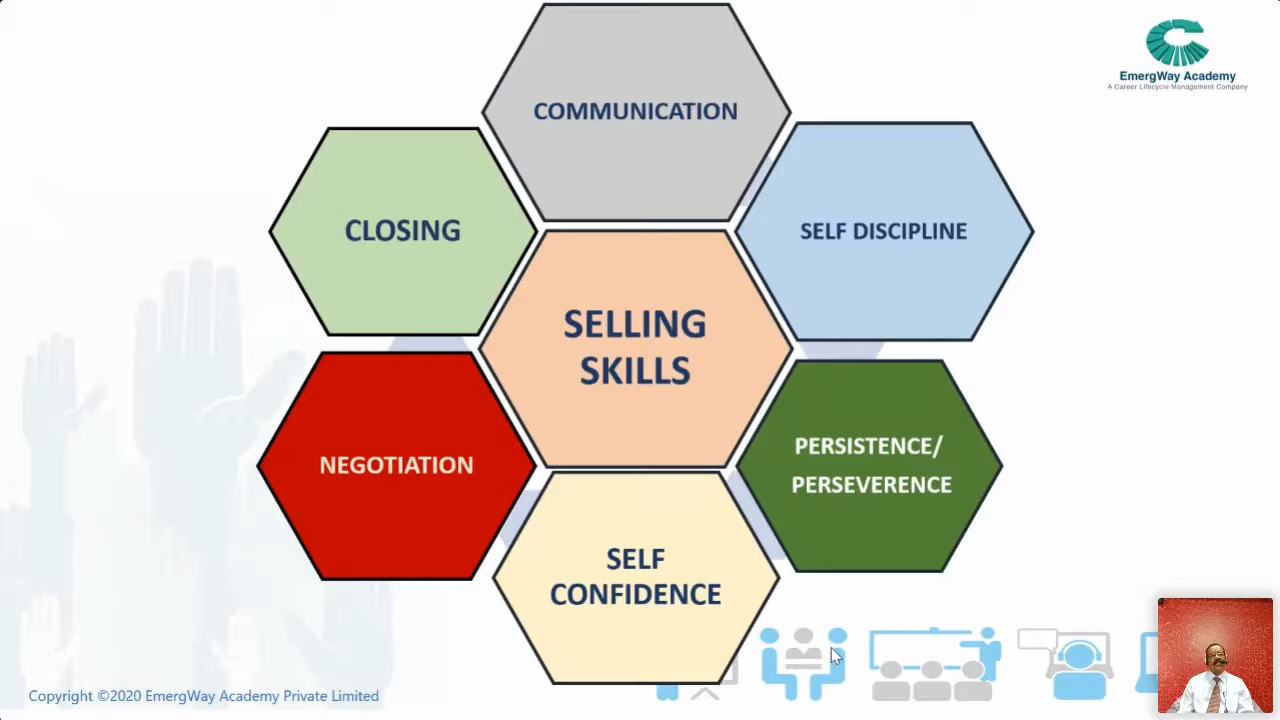 COMMUNICATION
EmergWay Academy
A Career Lifecycle Management Company
CLOSING
SELF DISCIPLINE
SELLING
SKILLS
NEGOTIATION
PERSISTENCE/
PERSEVERENCE
SELF
CONFIDENCE
Copyright ©2020 EmergWay Academy Private Limited